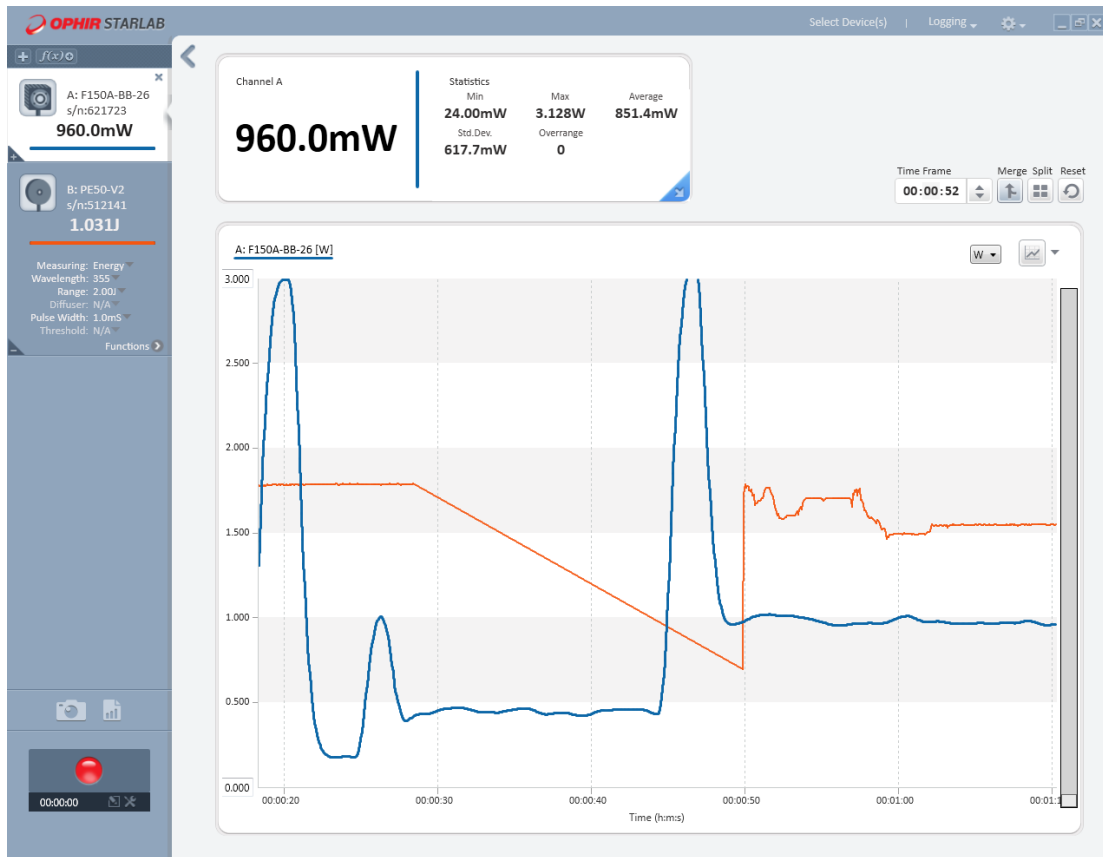 OPHIR STARLAB
Select Device(s) | Logging
f(x)
A: F150A-BB-26
s/n:621723
960.0mW
B: PE50-V2
s/n:512141
1.031J
Measuring: Energy
Wavelength: 355
Range: 2.00J
Diffuser: N/A
Pulse Width: 1.0mS
Threshold: N/A
Functions
00:00:00
Channel A
960.0mW
Statistics
Min Max Average
24.00mW 3.128W 851.4mW
Std.Dev. Overrange
617.7mW 0
Time Frame Merge Split Reset
00:00:52
A: F150A-BB-26 [W]
W
3.000
2.500
2.000
1.500
1.000
0.500
0.000
00:00:20 00:00:30 00:00:40 00:00:50 00:01:00 00:01:1
Time (h:m:s)